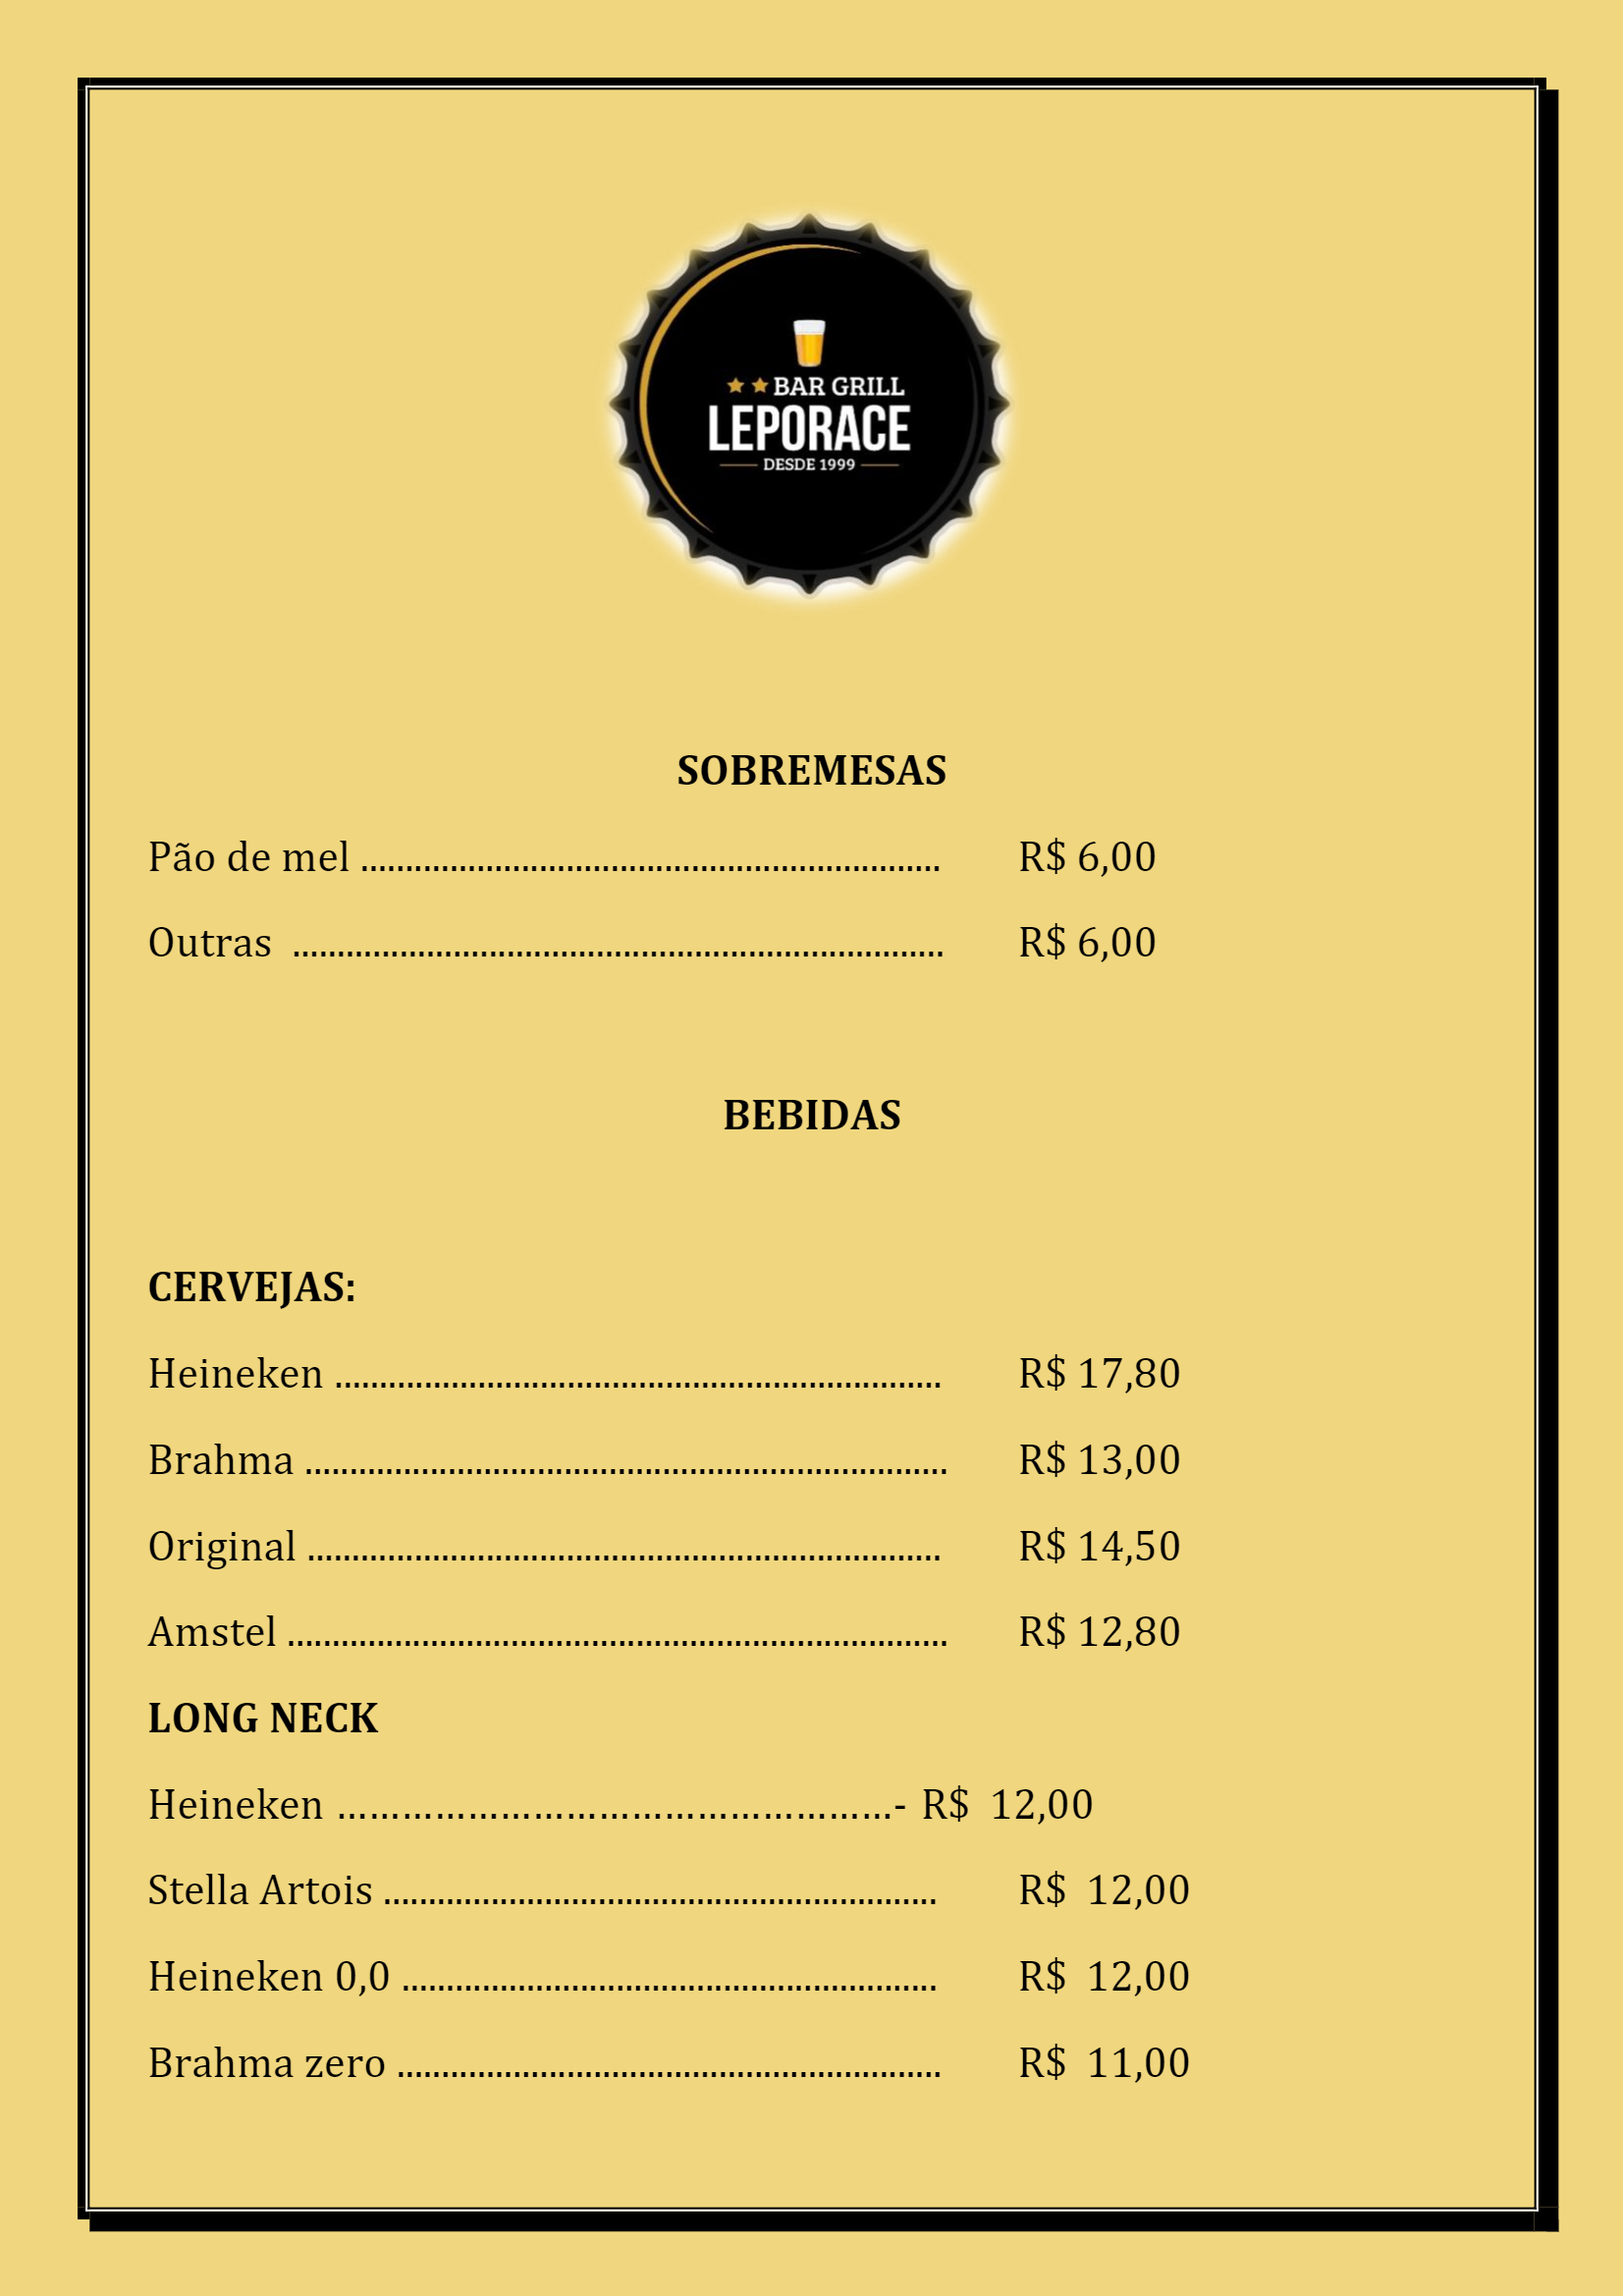 BAR GRILL
LEPORACE
DESDE 1999
SOBREMESAS
Pão de mel ................................................................. R$ 6,00
Outras ......................................................................... R$ 6,00
BEBIDAS
CERVEJAS:
Heineken .................................................................... R$ 17,80
Brahma ........................................................................ R$ 13,00
Original ....................................................................... R$ 14,50
Amstel .......................................................................... R$ 12,80
LONG NECK
Heineken ……………………………………………- R$ 12,00
Stella Artois .............................................................. R$ 12,00
Heineken 0,0 ............................................................ R$ 12,00
Brahma zero ............................................................. R$ 11,00